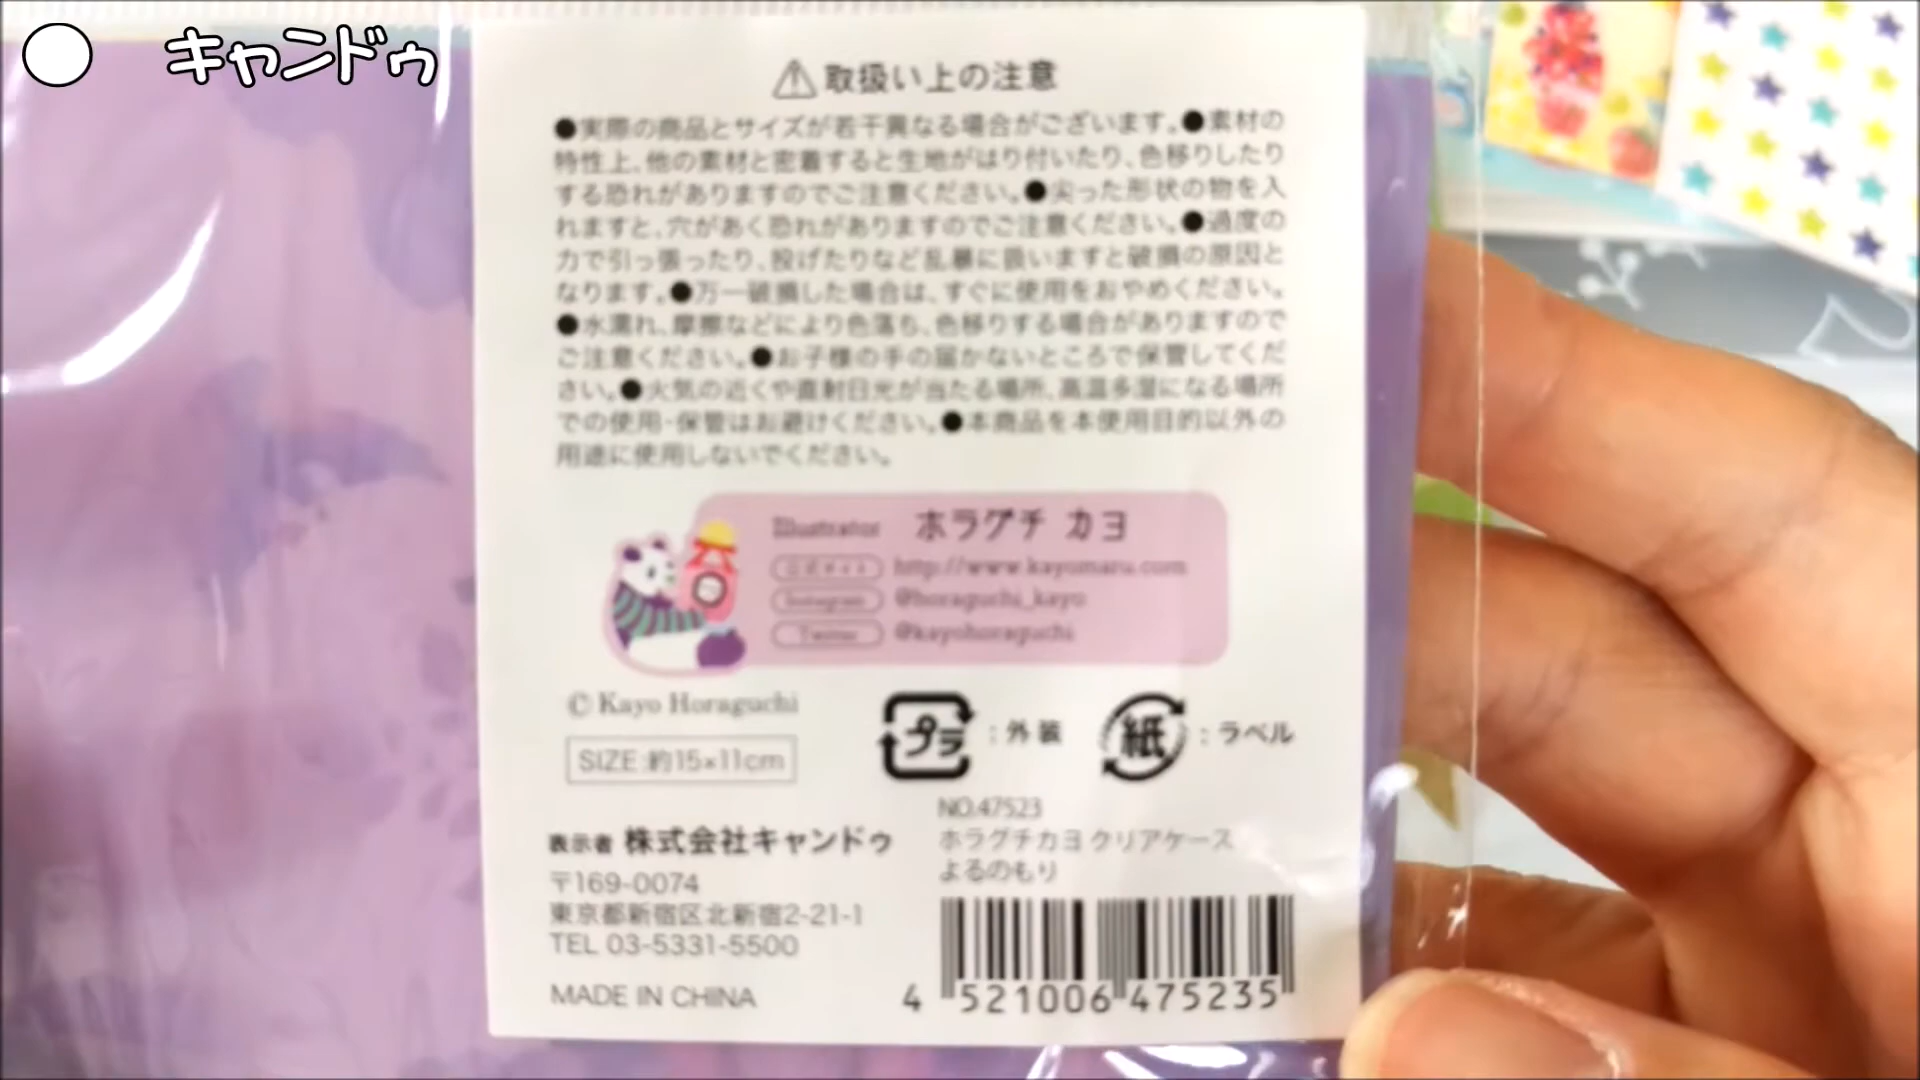 キャンドゥ
取扱い上の注意
●実際の商品とサイズが若干異なる場合がございます。●素材の
特性上、他の素材と密着すると生地がはり付いたり、色移りしたり
する恐れがありますのでご注意ください。●尖った形状の物を入
れますと、穴があく恐れがありますのでご注意ください。●過度の
力で引っ張ったり、投げたりなど乱暴に扱いますと破損の原因と
なります。●万一破損した場合は、すぐに使用をおやめください。
●水濡れ、摩擦などにより色落ち、色移りする場合がありますので
ご注意ください。●お子様の手の届かないところで保管してくだ
さい。●火気の近くや直射日光が当たる場所、高温多湿になる場所
での使用・保管はお避けください。●本商品を本使用目的以外の
用途に使用しないでください。
Illustrator ホラグチ カヨ
公式サイト http://www.kayomaru.com
Instagram @horaguchi_kayo
Twitter @kayohoraguchi
© Kayo Horaguchi
プラ：外装 紙：ラベル
SIZE:約15×11cm
NO.47523
ホラグチカヨ クリアケース
よるのもり
表示者 株式会社キャンドゥ
〒169-0074
東京都新宿区北新宿2-21-1
TEL 03-5331-5500
MADE IN CHINA
4 521006 475235